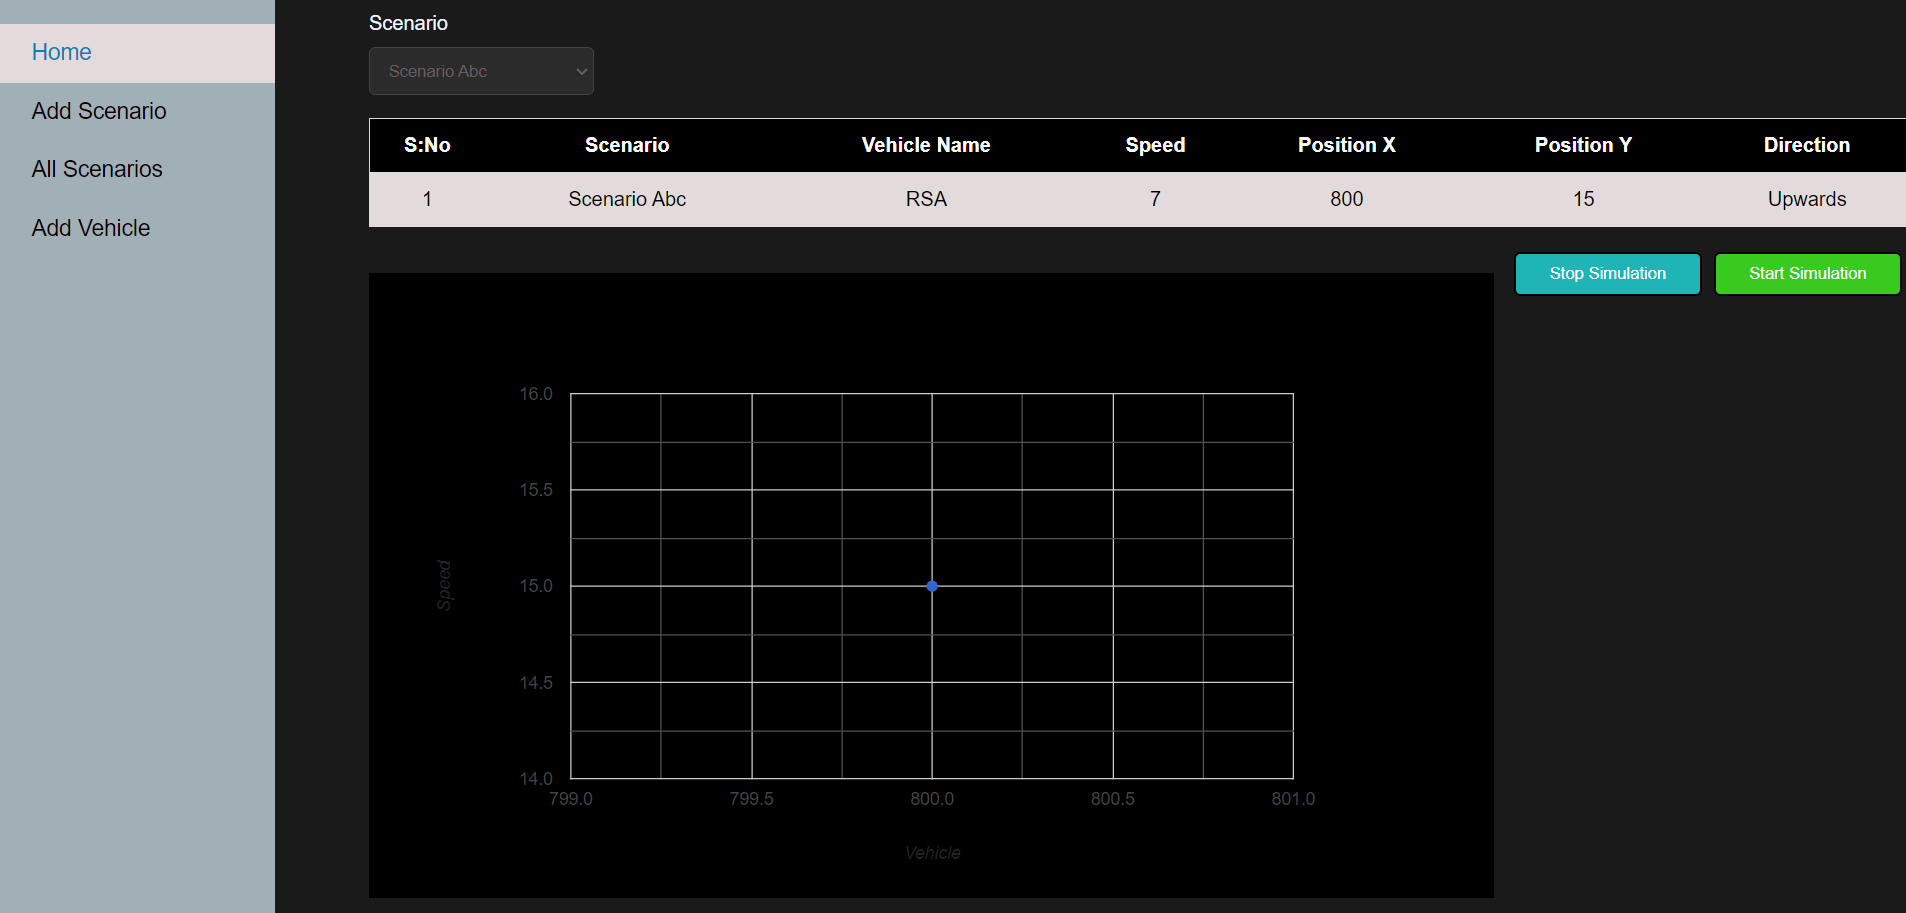 Home
Add Scenario
All Scenarios
Add Vehicle
Scenario
Scenario Abc
S:No Scenario Vehicle Name Speed Position X Position Y Direction
1 Scenario Abc RSA 7 800 15 Upwards
Stop Simulation Start Simulation
16.0
15.5
15.0
14.5
14.0
Speed
799.0 799.5 800.0 800.5 801.0
Vehicle